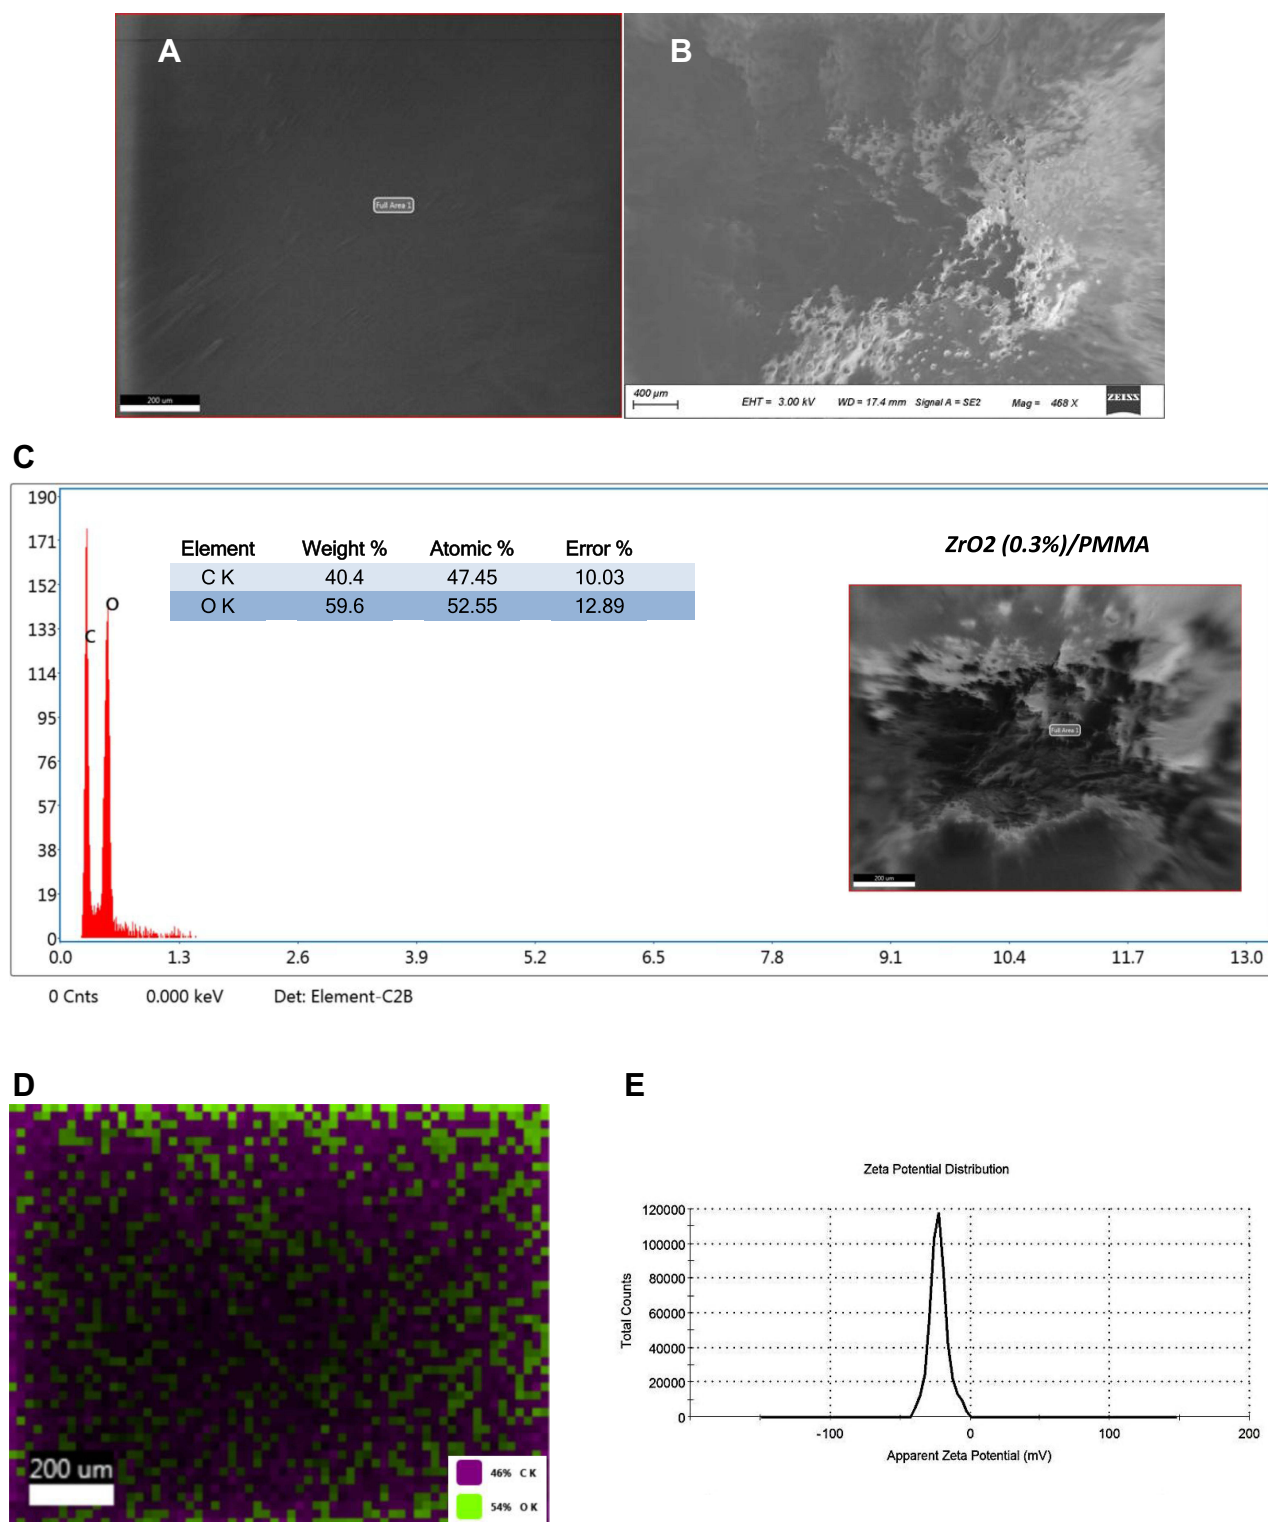 A
B
Full Area 1
200 um
400 µm
EHT = 3.00 kV WD = 17.4 mm Signal A = SE2 Mag = 468 X
ZEISS
C
190
171
152
133
114
95
76
57
38
19
0
C
O
Element Weight % Atomic % Error %
C K 40.4 47.45 10.03
O K 59.6 52.55 12.89
ZrO2 (0.3%)/PMMA
Full Area 1
200 um
0.0 1.3 2.6 3.9 5.2 6.5 7.8 9.1 10.4 11.7 13.0
0 Cnts 0.000 keV Det: Element-C2B
D
200 um
46% C K
54% O K
E
Zeta Potential Distribution
Total Counts
120000
100000
80000
60000
40000
20000
0
-100 0 100 200
Apparent Zeta Potential (mV)